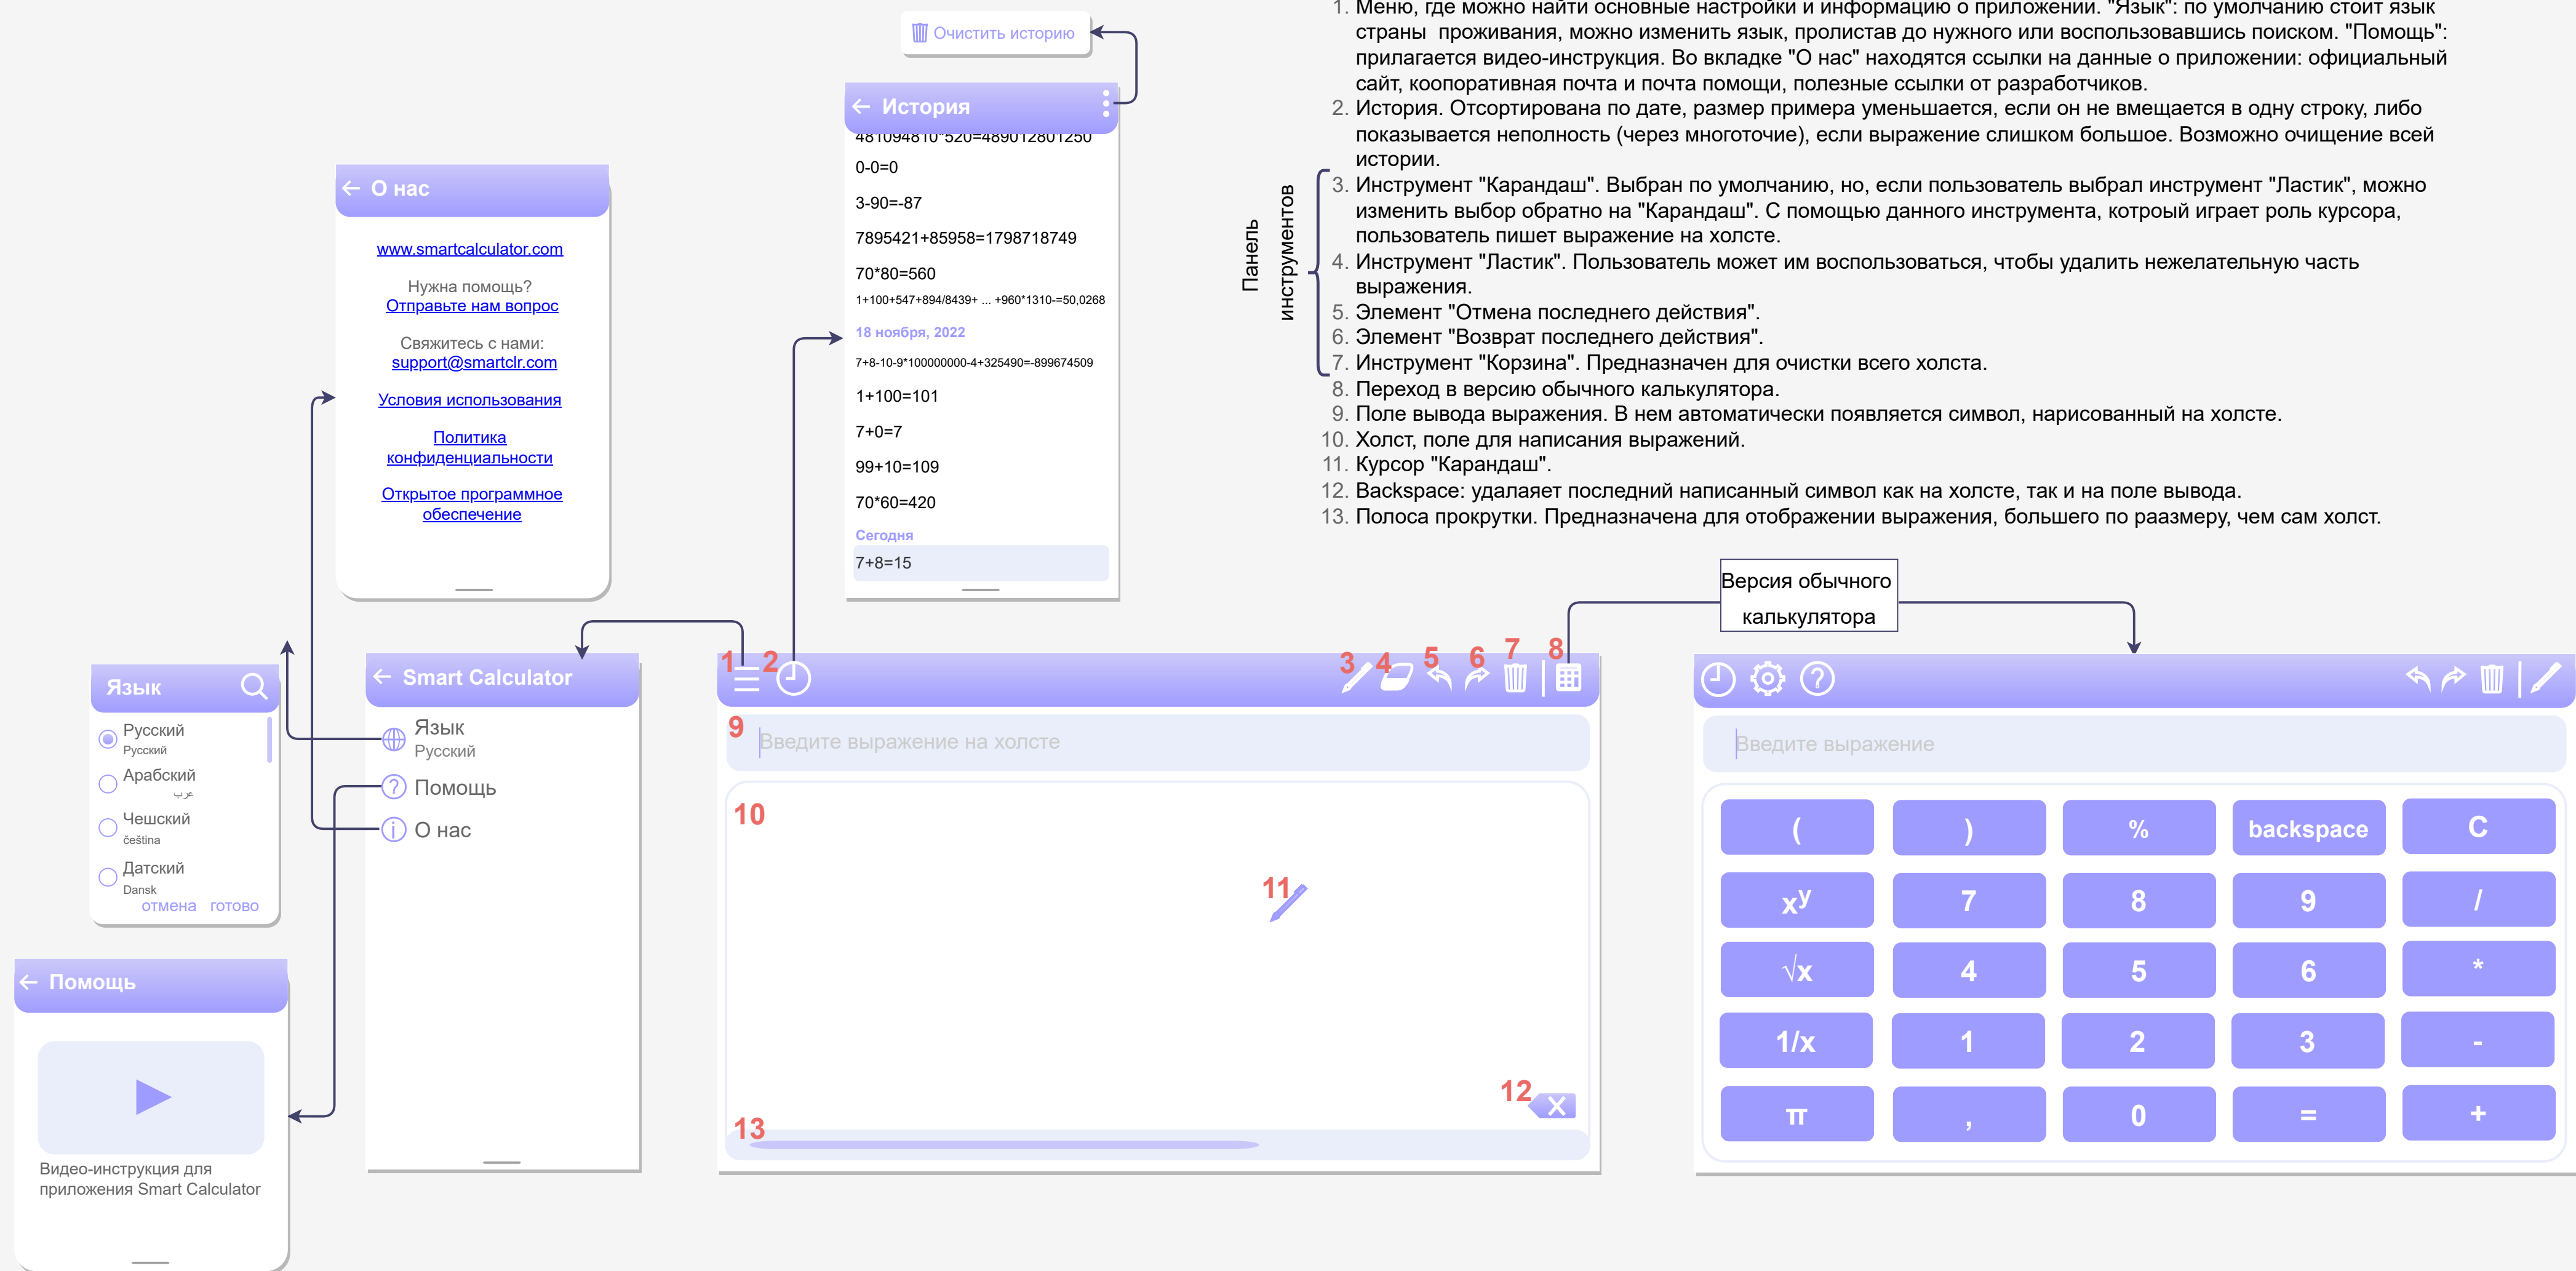 Очистить историю
История
481094810*520=489012801250
0-0=0
3-90=-87
7895421+85958=1798718749
70*80=560
1+100+547+894/8439+ ... +960*1310-=50,0268
18 ноября, 2022
7+8-10-9*100000000-4+325490=-899674509
1+100=101
7+0=7
99+10=109
70*60=420
Сегодня
7+8=15
О нас
www.smartcalculator.com
Нужна помощь?
Отправьте нам вопрос
Свяжитесь с нами:
support@smartclr.com
Условия использования
Политика
конфиденциальности
Открытое программное
обеспечение
1. Меню, где можно найти основные настройки и информацию о приложении. "Язык": по умолчанию стоит язык
страны проживания, можно изменить язык, пролистав до нужного или воспользовавшись поиском. "Помощь":
прилагается видео-инструкция. Во вкладке "О нас" находятся ссылки на данные о приложении: официальный
сайт, коопоративная почта и почта помощи, полезные ссылки от разработчиков.
2. История. Отсортирована по дате, размер примера уменьшается, если он не вмещается в одну строку, либо
показывается неполность (через многоточие), если выражение слишком большое. Возможно очищение всей
истории.
Панель
инструментов
3. Инструмент "Карандаш". Выбран по умолчанию, но, если пользователь выбрал инструмент "Ластик", можно
изменить выбор обратно на "Карандаш". С помощью данного инструмента, котроый играет роль курсора,
пользователь пишет выражение на холсте.
4. Инструмент "Ластик". Пользователь может им воспользоваться, чтобы удалить нежелательную часть
выражения.
5. Элемент "Отмена последнего действия".
6. Элемент "Возврат последнего действия".
7. Инструмент "Корзина". Предназначен для очистки всего холста.
8. Переход в версию обычного калькулятора.
9. Поле вывода выражения. В нем автоматически появляется символ, нарисованный на холсте.
10. Холст, поле для написания выражений.
11. Курсор "Карандаш".
12. Backspace: удалаяет последний написанный символ как на холсте, так и на поле вывода.
13. Полоса прокрутки. Предназначена для отображении выражения, большего по раазмеру, чем сам холст.
Версия обычного
калькулятора
Язык
Русский
Русский
Арабский
عرب
Чешский
čeština
Датский
Dansk
отмена готово
Smart Calculator
Язык
Русский
Помощь
О нас
Помощь
Видео-инструкция для
приложения Smart Calculator
1 2 3 4 5 6 7 8
9 Введите выражение на холсте
10
11
12
13
Введите выражение
( ) % backspace C
xʸ 7 8 9 /
√x 4 5 6 *
1/x 1 2 3 -
π , 0 = +